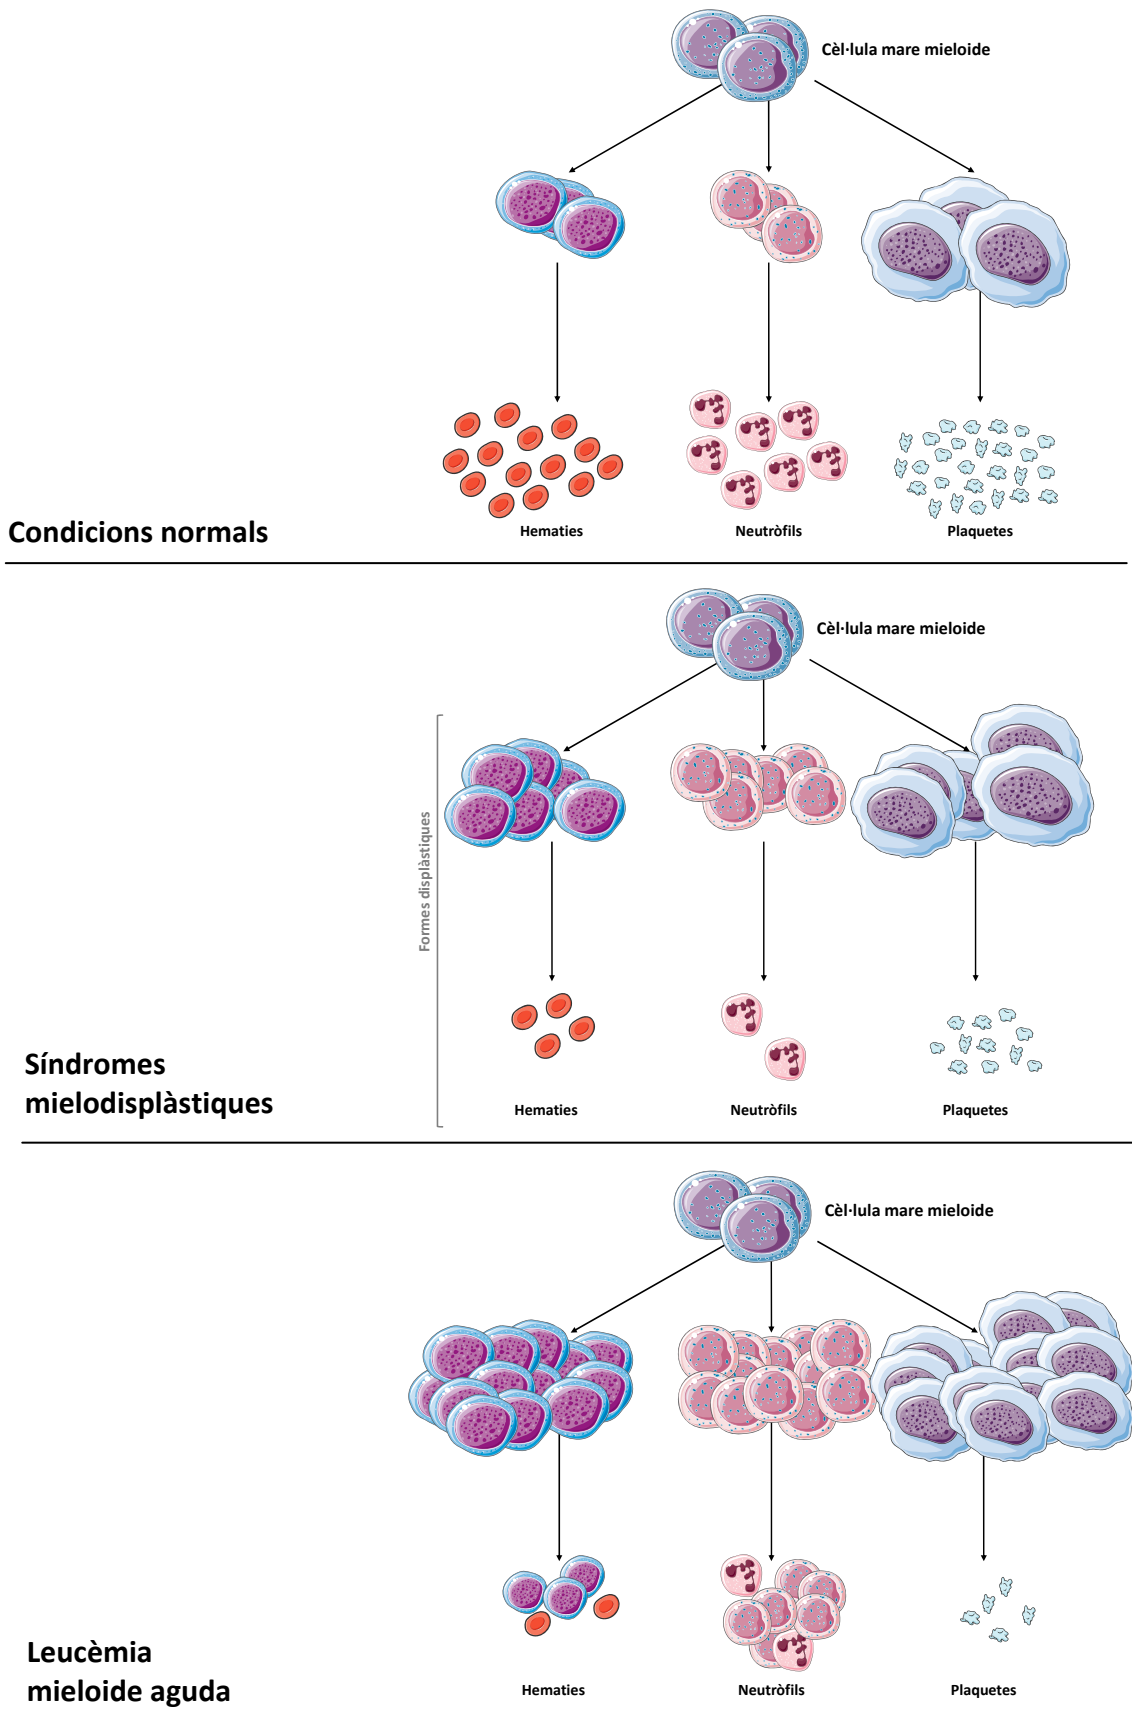 Cèl·lula mare mieloide
Hematies
Neutròfils
Plaquetes
Condicions normals
Cèl·lula mare mieloide
Formes displàstiques
Síndromes
mielodisplàstiques
Hematies
Neutròfils
Plaquetes
Cèl·lula mare mieloide
Leucèmia
mieloide aguda
Hematies
Neutròfils
Plaquetes